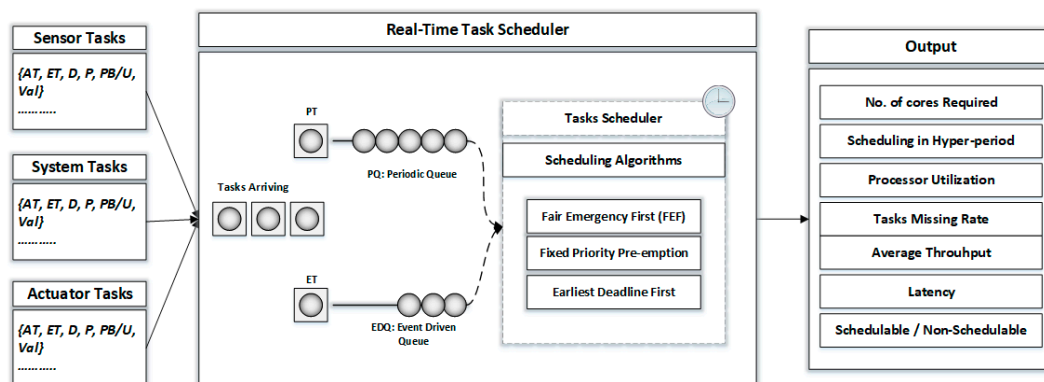 Sensor Tasks
{AT, ET, D, P, PB/U,
Val}
...........
System Tasks
{AT, ET, D, P, PB/U,
Val}
...........
Actuator Tasks
{AT, ET, D, P, PB/U,
Val}
...........
Real-Time Task Scheduler
PT
PQ: Periodic Queue
Tasks Arriving
ET
EDQ: Event Driven
Queue
Tasks Scheduler
Scheduling Algorithms
Fair Emergency First (FEF)
Fixed Priority Pre-emption
Earliest Deadline First
Output
No. of cores Required
Scheduling in Hyper-period
Processor Utilization
Tasks Missing Rate
Average Throuhput
Latency
Schedulable / Non-Schedulable